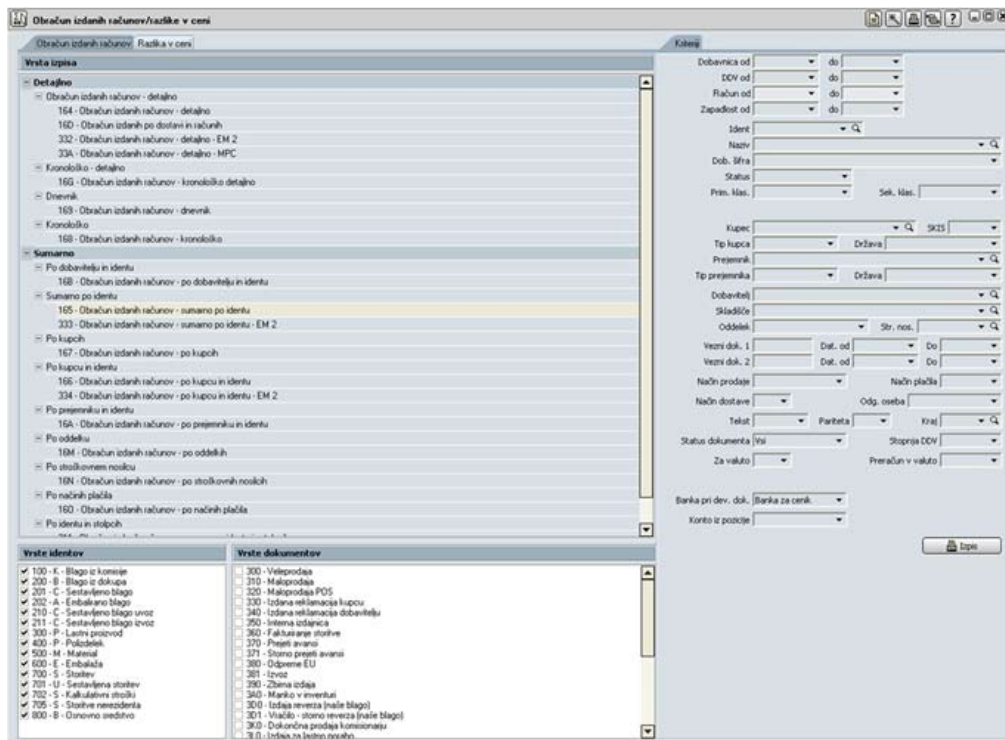 Obračun izdanih računov/razlike v ceni
Obračun izdanih računov Razlika v ceni
Vrsta izpisa
Detajlno
Obračun izdanih računov - detajlno
164 - Obračun izdanih računov - detajlno
16D - Obračun izdanih po dostavi in računih
332 - Obračun izdanih računov - detajlno - EM 2
33A - Obračun izdanih računov - detajlno - MPC
Kronološko - detajlno
16G - Obračun izdanih računov - kronološko detajlno
Dnevnik
169 - Obračun izdanih računov - dnevnik
Kronološko
168 - Obračun izdanih računov - kronološko
Sumarno
Po dobavitelju in identu
16B - Obračun izdanih računov - po dobavitelju in identu
Sumarno po identu
165 - Obračun izdanih računov - sumarno po identu
333 - Obračun izdanih računov - sumarno po identu - EM 2
Po kupcih
167 - Obračun izdanih računov - po kupcih
Po kupcu in identu
166 - Obračun izdanih računov - po kupcu in identu
334 - Obračun izdanih računov - po kupcu in identu - EM 2
Po prejemniku in identu
16A - Obračun izdanih računov - po prejemniku in identu
Po oddelku
16M - Obračun izdanih računov - po oddelkih
Po stroškovnem nosilcu
16N - Obračun izdanih računov - po stroškovnih nosilcih
Po načinih plačila
16O - Obračun izdanih računov - po načinih plačila
Po identu in stolpcih
Vrste identov
100 - K - Blago iz komisije
200 - B - Blago iz dokupa
201 - C - Sestavljeno blago
202 - A - Embalirano blago
210 - C - Sestavljeno blago uvoz
211 - C - Sestavljeno blago izvoz
300 - P - Lastni proizvod
400 - P - Polizdelek
500 - M - Material
600 - E - Embalaža
700 - S - Storitev
701 - U - Sestavljena storitev
702 - S - Kalkulativni stroški
705 - S - Storitve nerezidenta
800 - B - Osnovno sredstvo
Vrste dokumentov
300 - Veleprodaja
310 - Maloprodaja
320 - Maloprodaja POS
330 - Izdana reklamacija kupcu
340 - Izdana reklamacija dobavitelju
350 - Interna izdajnica
360 - Fakturiranje storitve
370 - Prejeti avansi
371 - Storno prejeti avansi
380 - Odpreme EU
381 - Izvoz
390 - Zbirna izdaja
3A0 - Manko v inventuri
3D0 - Izdaja reverza (naše blago)
3D1 - Vračilo - storno reverza (naše blago)
3K0 - Dokončna prodaja komisionarju
3L0 - Izdaja za lastno porabo
Kriteriji
Dobavnica od do
DDV od do
Račun od do
Zapadlost od do
Ident
Naziv
Dob. šifra
Status
Prim. klas. Sek. klas.
Kupec SKIS
Tip kupca Država
Prejemnik
Tip prejemnika Država
Dobavitelj
Skladišče
Oddelek Str. nos.
Vezni dok. 1 Dat. od Do
Vezni dok. 2 Dat. od Do
Način prodaje Način plačila
Način dostave Odg. oseba
Tekst Pariteta Kraj
Status dokumenta Vsi Stopnja DDV
Za valuto Preračun v valuto
Banka pri dev. dok. Banka za cenik
Konto iz pozicije
Izpis